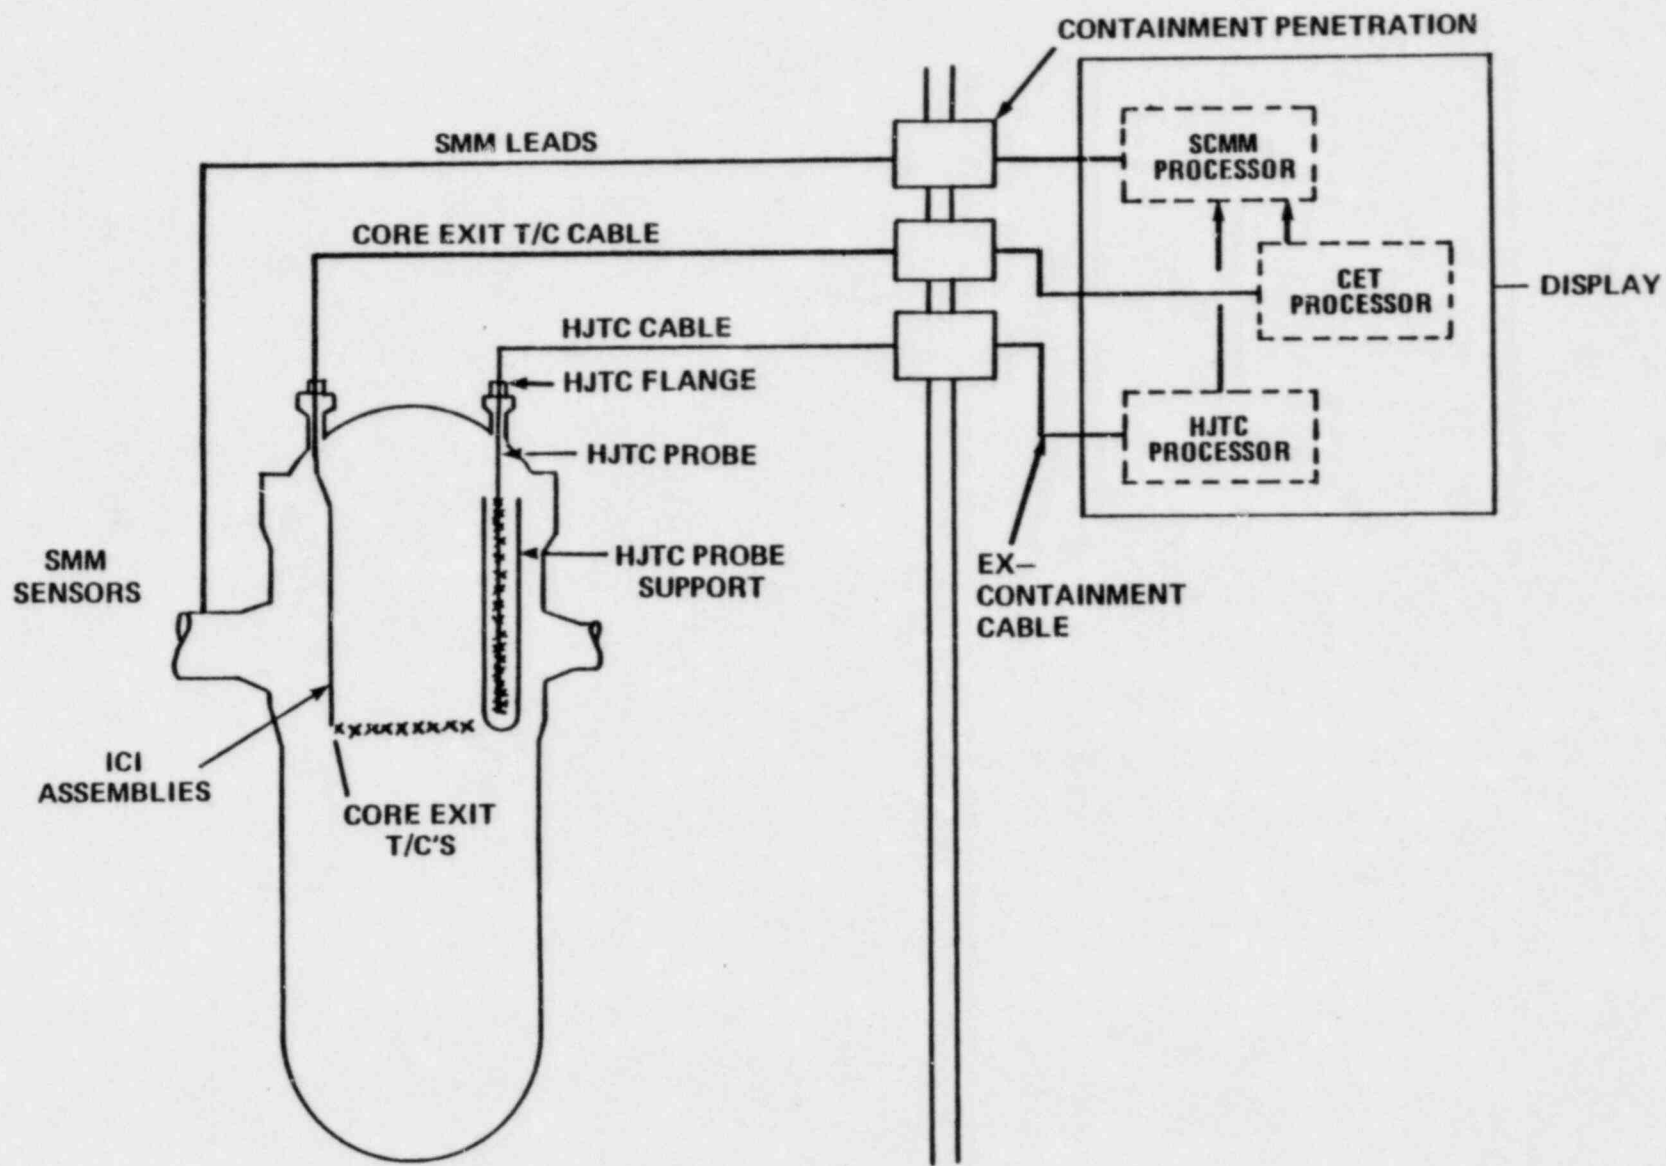 CONTAINMENT PENETRATION
SMM LEADS
SCMM
PROCESSOR
CORE EXIT T/C CABLE
CET
PROCESSOR
DISPLAY
HJTC CABLE
HJTC FLANGE
HJTC
PROCESSOR
HJTC PROBE
SMM
SENSORS
HJTC PROBE
SUPPORT
EX–
CONTAINMENT
CABLE
ICI
ASSEMBLIES
CORE EXIT
T/C'S